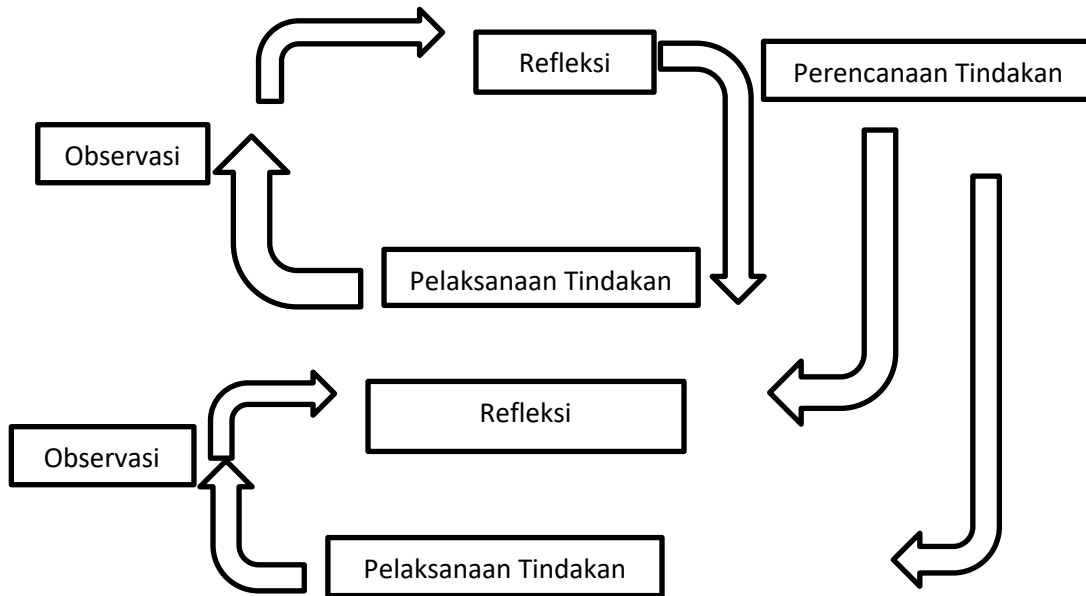 Refleksi
Perencanaan Tindakan
Observasi
Pelaksanaan Tindakan
Refleksi
Observasi
Pelaksanaan Tindakan